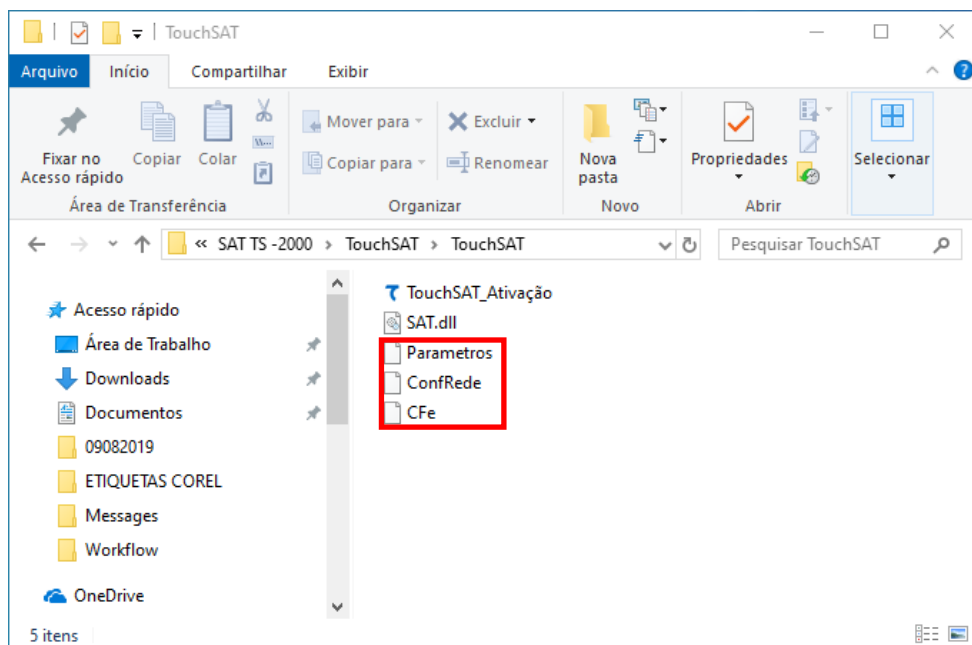 TouchSAT
Arquivo Início Compartilhar Exibir
Fixar no Acesso rápido
Copiar
Colar
Área de Transferência
Mover para
Copiar para
Excluir
Renomear
Organizar
Nova pasta
Novo
Propriedades
Abrir
Selecionar
« SAT TS -2000 > TouchSAT > TouchSAT
Pesquisar TouchSAT
Acesso rápido
Área de Trabalho
Downloads
Documentos
09082019
ETIQUETAS COREL
Messages
Workflow
OneDrive
TouchSAT_Ativação
SAT.dll
Parametros
ConfRede
CFe
5 itens